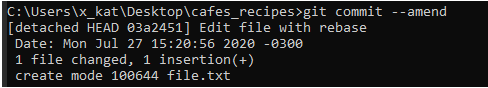 C:\Users\x_kat\Desktop\cafes_recipes>git commit --amend
[detached HEAD 03a2451] Edit file with rebase
 Date: Mon Jul 27 15:20:56 2020 -0300
 1 file changed, 1 insertion(+)
 create mode 100644 file.txt